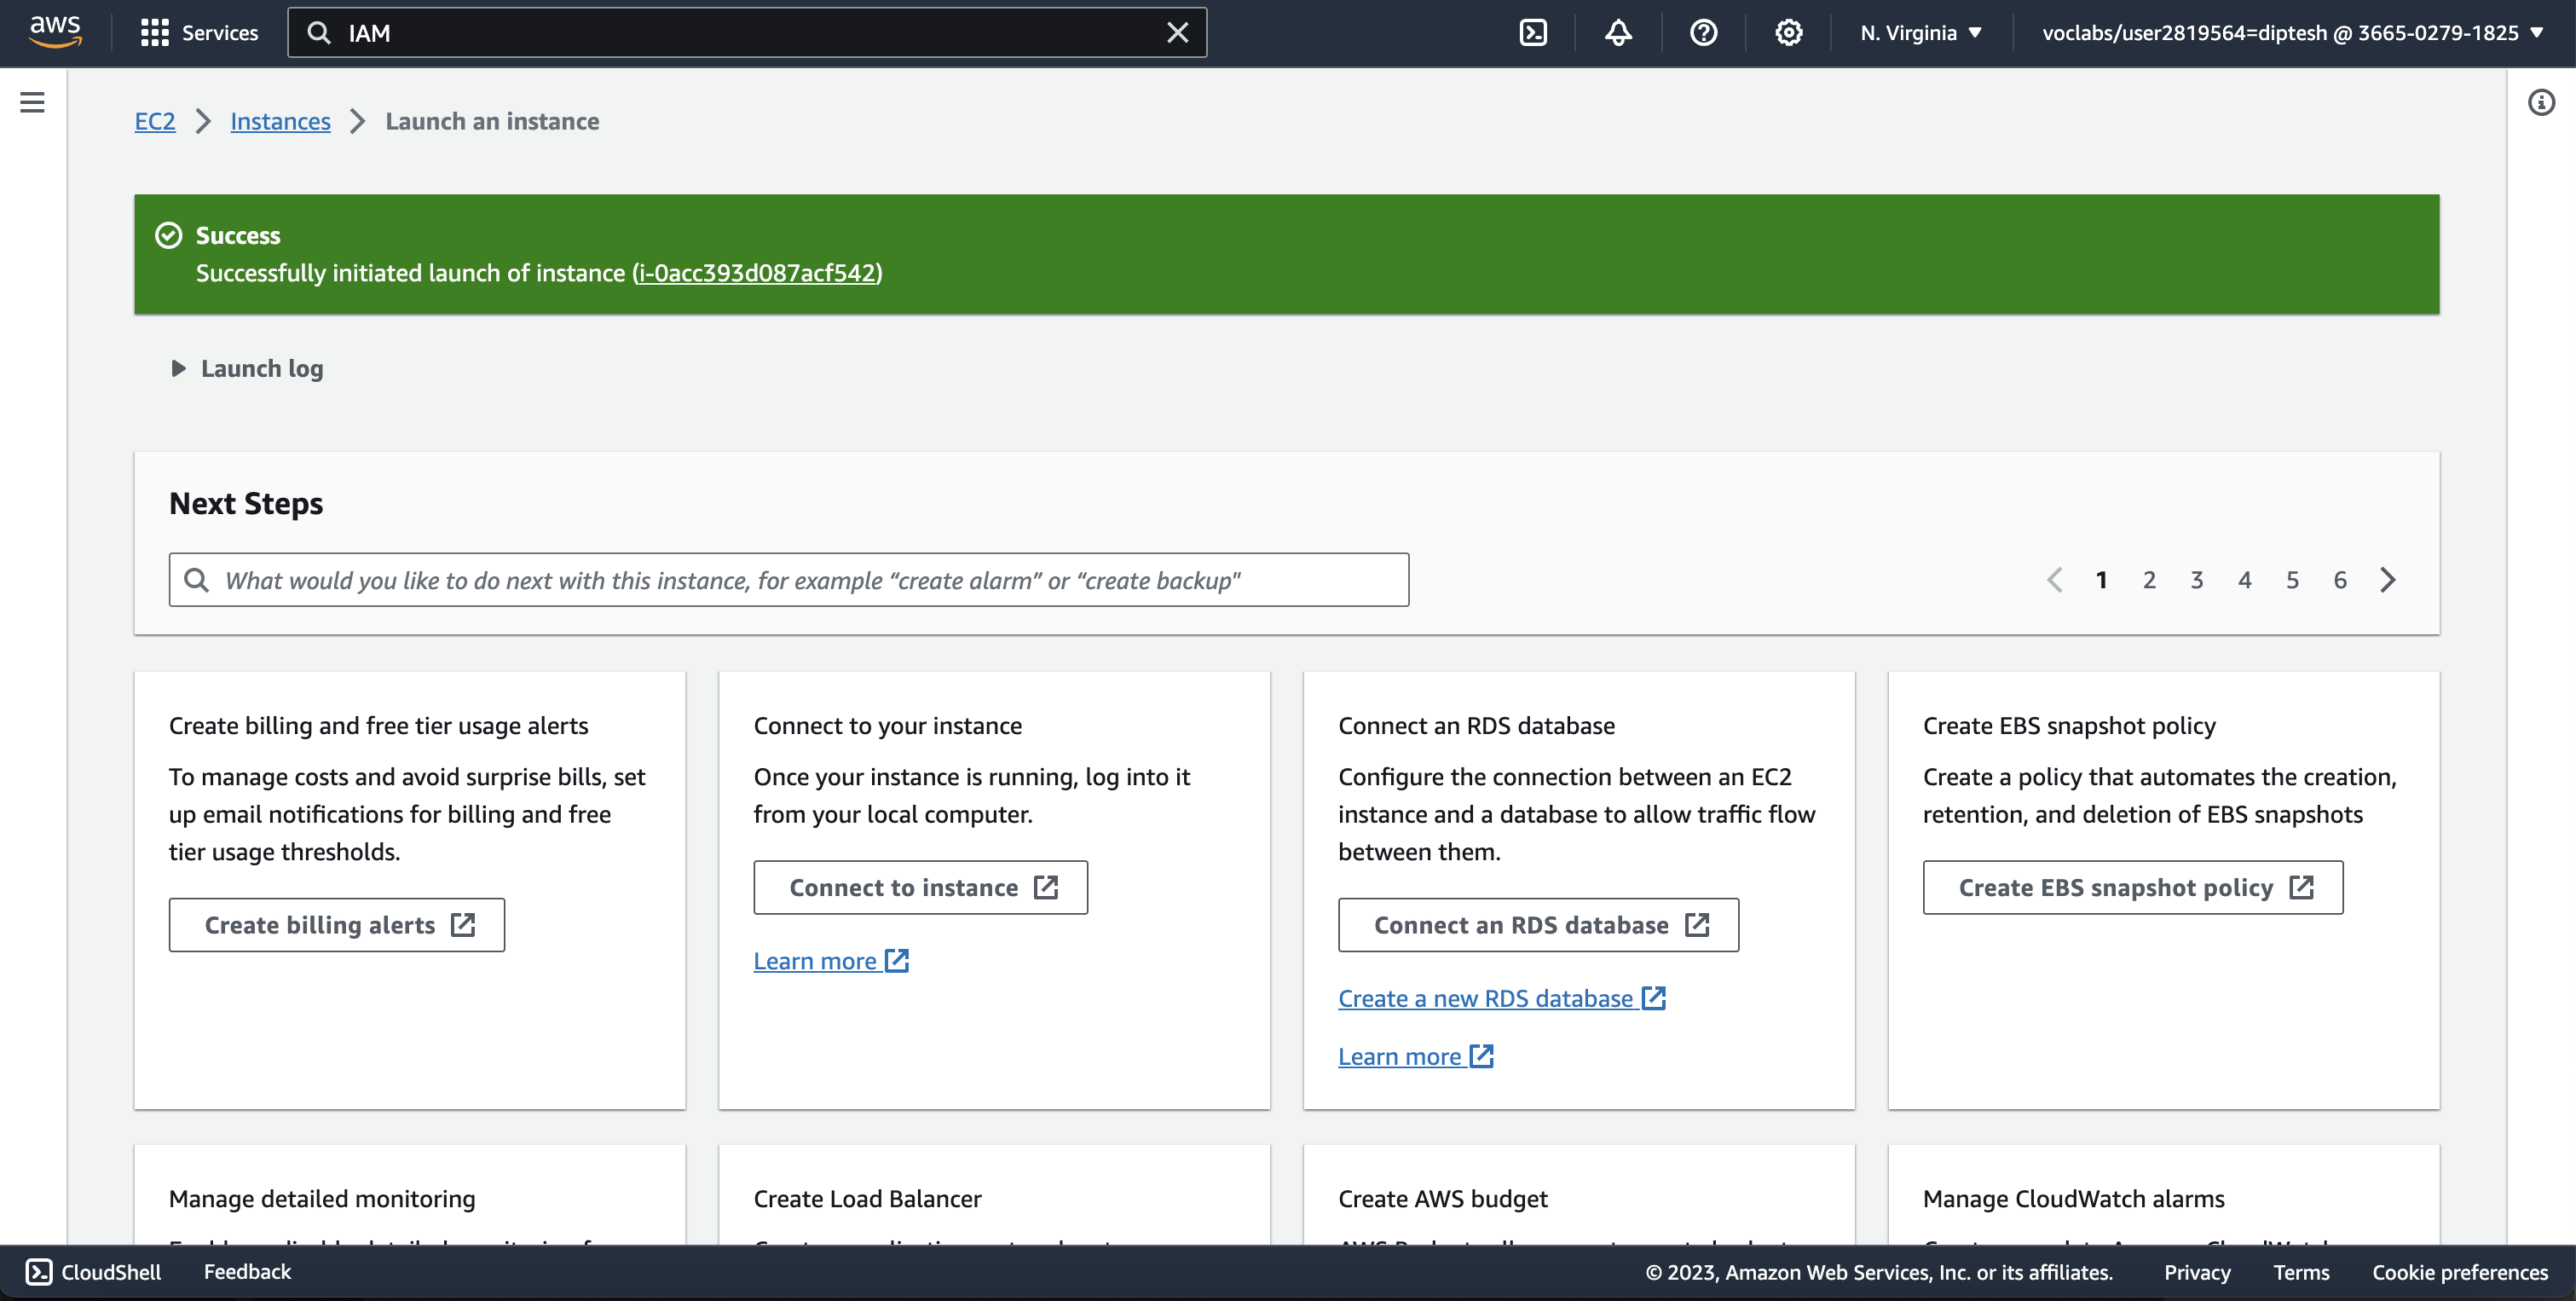 aws
Services
IAM
N. Virginia
voclabs/user2819564=diptesh @ 3665-0279-1825
EC2
Instances
Launch an instance
Success
Successfully initiated launch of instance (i-0acc393d087acf542)
Launch log
Next Steps
What would you like to do next with this instance, for example “create alarm” or “create backup"
1 2 3 4 5 6
Create billing and free tier usage alerts
To manage costs and avoid surprise bills, set
up email notifications for billing and free
tier usage thresholds.
Create billing alerts
Connect to your instance
Once your instance is running, log into it
from your local computer.
Connect to instance
Learn more
Connect an RDS database
Configure the connection between an EC2
instance and a database to allow traffic flow
between them.
Connect an RDS database
Create a new RDS database
Learn more
Create EBS snapshot policy
Create a policy that automates the creation,
retention, and deletion of EBS snapshots
Create EBS snapshot policy
Manage detailed monitoring
Create Load Balancer
Create AWS budget
Manage CloudWatch alarms
CloudShell
Feedback
© 2023, Amazon Web Services, Inc. or its affiliates.
Privacy
Terms
Cookie preferences